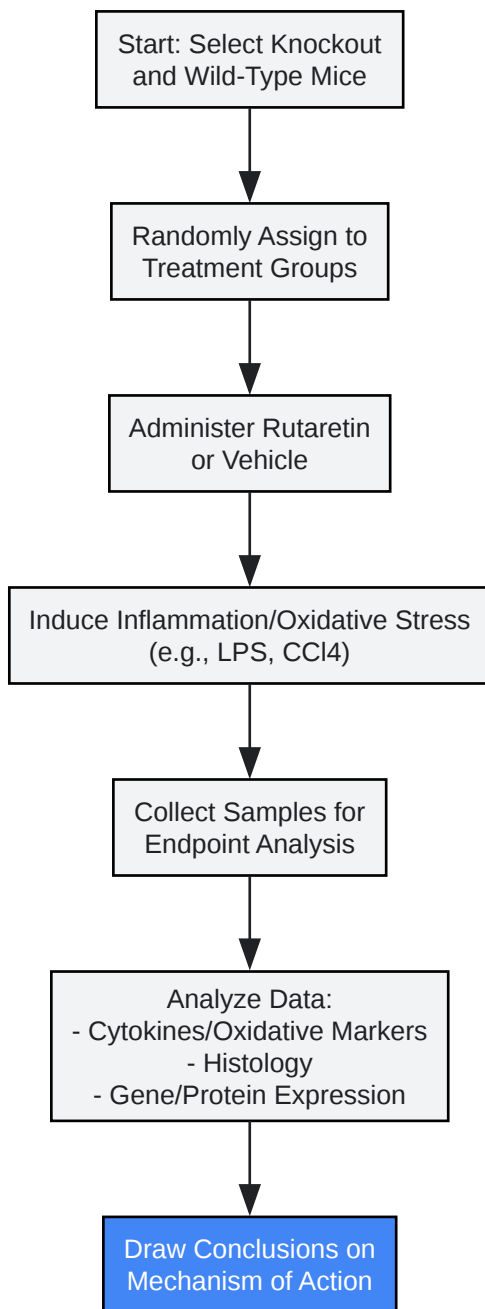 Start: Select Knockout
and Wild-Type Mice
Randomly Assign to
Treatment Groups
Administer Rutaretin
or Vehicle
Induce Inflammation/Oxidative Stress
(e.g., LPS, CCl4)
Collect Samples for
Endpoint Analysis
Analyze Data:
- Cytokines/Oxidative Markers
- Histology
- Gene/Protein Expression
Draw Conclusions on
Mechanism of Action